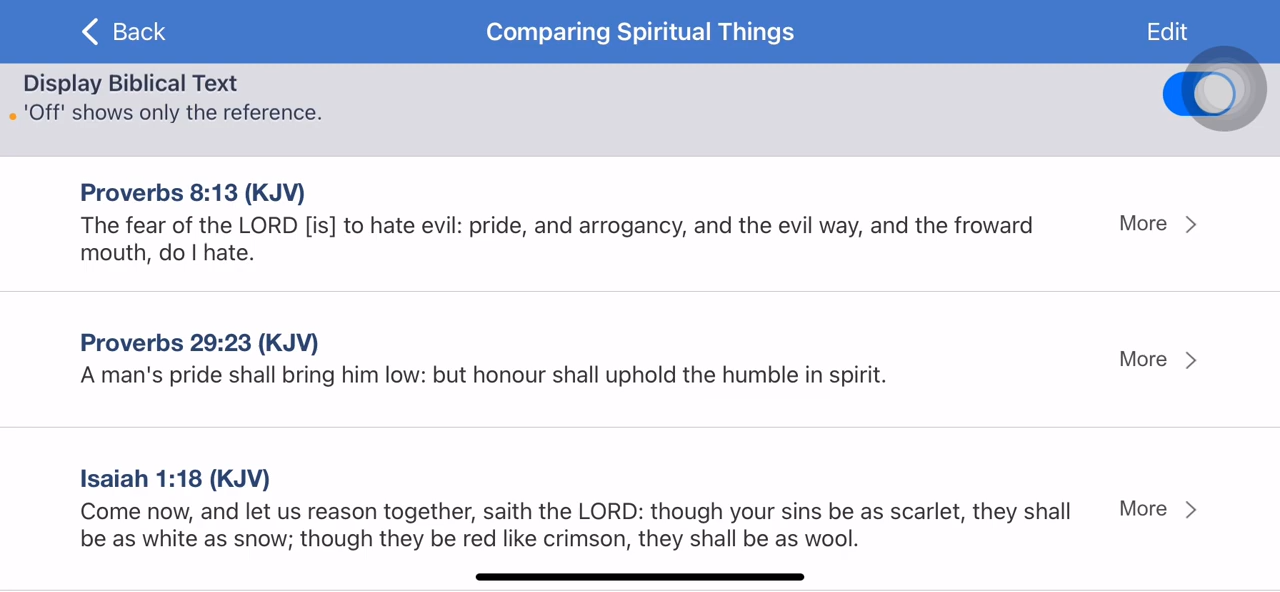 Back
Comparing Spiritual Things
Edit
Display Biblical Text
'Off' shows only the reference.
Proverbs 8:13 (KJV)
The fear of the LORD [is] to hate evil: pride, and arrogancy, and the evil way, and the froward
mouth, do I hate.
More
Proverbs 29:23 (KJV)
A man's pride shall bring him low: but honour shall uphold the humble in spirit.
More
Isaiah 1:18 (KJV)
Come now, and let us reason together, saith the LORD: though your sins be as scarlet, they shall
be as white as snow; though they be red like crimson, they shall be as wool.
More